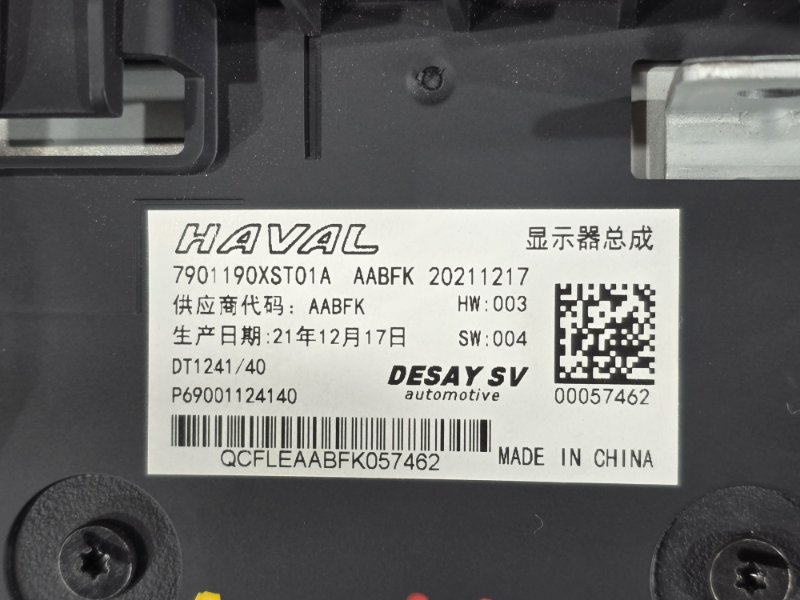 HAVAL 显示器总成
7901190XST01A AABFK 20211217
供应商代码: AABFK HW:003
生产日期:21年12月17日 SW:004
DT1241/40
DESAY SV
automotive
P69001124140
00057462
QCFLEAABFK057462
MADE IN CHINA